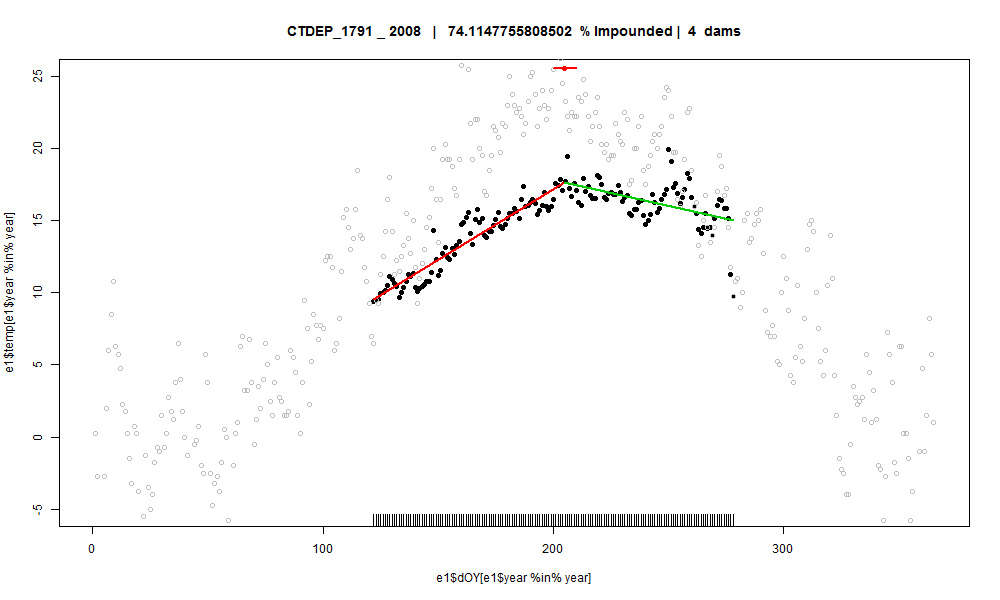 CTDEP_1791 _ 2008 | 74.1147755808502 % Impounded | 4 dams
e1$temp[e1$year %in% year]
25
20
15
10
5
0
-5
0 100 200 300
e1$dOY[e1$year %in% year]